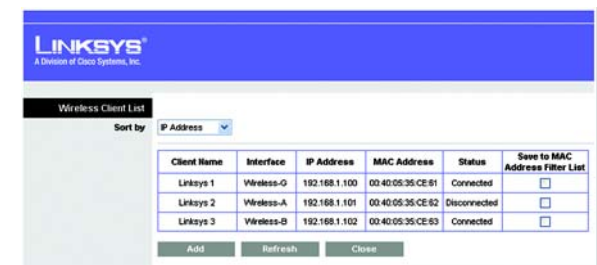 LINKSYS®
A Division of Cisco Systems, Inc.
Wireless Client List
Sort by IP Address
Client Name Interface IP Address MAC Address Status Save to MAC Address Filter List
Linksys 1 Wireless-G 192.168.1.100 00:40:05:35:CE:61 Connected
Linksys 2 Wireless-A 192.168.1.101 00:40:05:35:CE:62 Disconnected
Linksys 3 Wireless-B 192.168.1.102 00:40:05:35:CE:63 Connected
Add Refresh Close